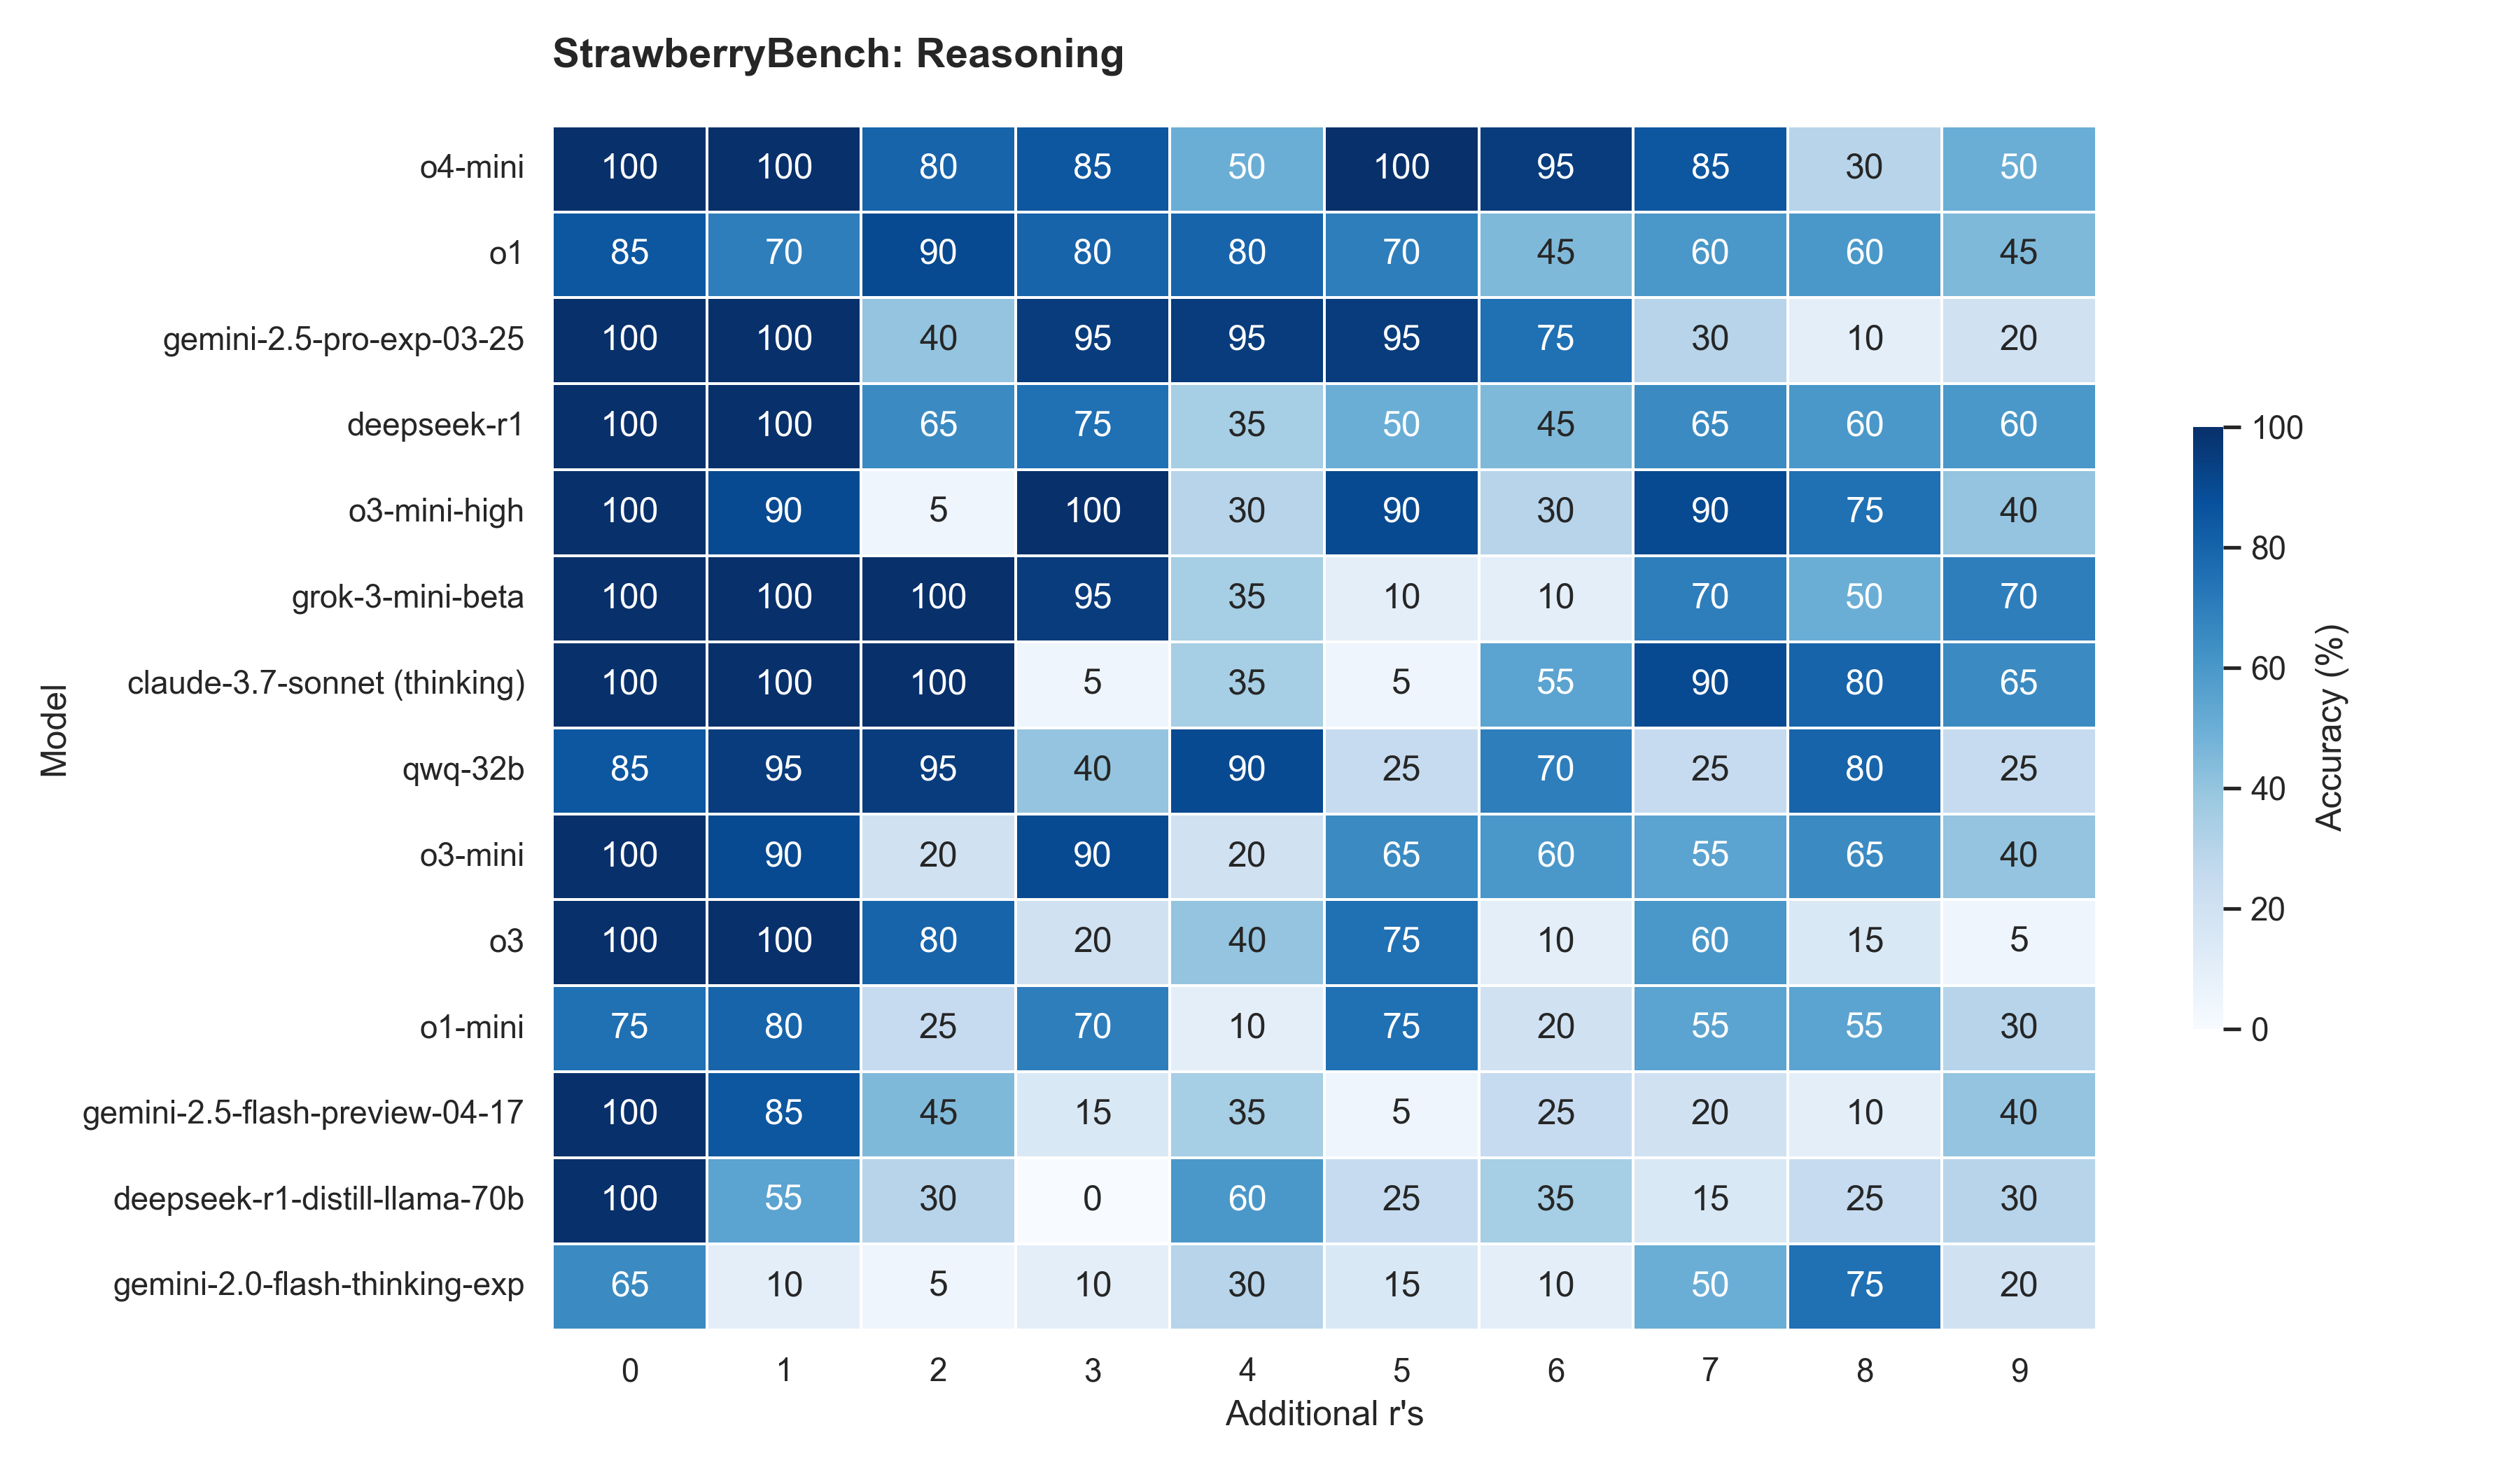 StrawberryBench: Reasoning
o4-mini 100 100 80 85 50 100 95 85 30 50
o1 85 70 90 80 80 70 45 60 60 45
gemini-2.5-pro-exp-03-25 100 100 40 95 95 95 75 30 10 20
deepseek-r1 100 100 65 75 35 50 45 65 60 60
o3-mini-high 100 90 5 100 30 90 30 90 75 40
grok-3-mini-beta 100 100 100 95 35 10 10 70 50 70
claude-3.7-sonnet (thinking) 100 100 100 5 35 5 55 90 80 65
qwq-32b 85 95 95 40 90 25 70 25 80 25
o3-mini 100 90 20 90 20 65 60 55 65 40
o3 100 100 80 20 40 75 10 60 15 5
o1-mini 75 80 25 70 10 75 20 55 55 30
gemini-2.5-flash-preview-04-17 100 85 45 15 35 5 25 20 10 40
deepseek-r1-distill-llama-70b 100 55 30 0 60 25 35 15 25 30
gemini-2.0-flash-thinking-exp 65 10 5 10 30 15 10 50 75 20
0 1 2 3 4 5 6 7 8 9
Additional r's
Model
100
80
60
40
20
0
Accuracy (%)